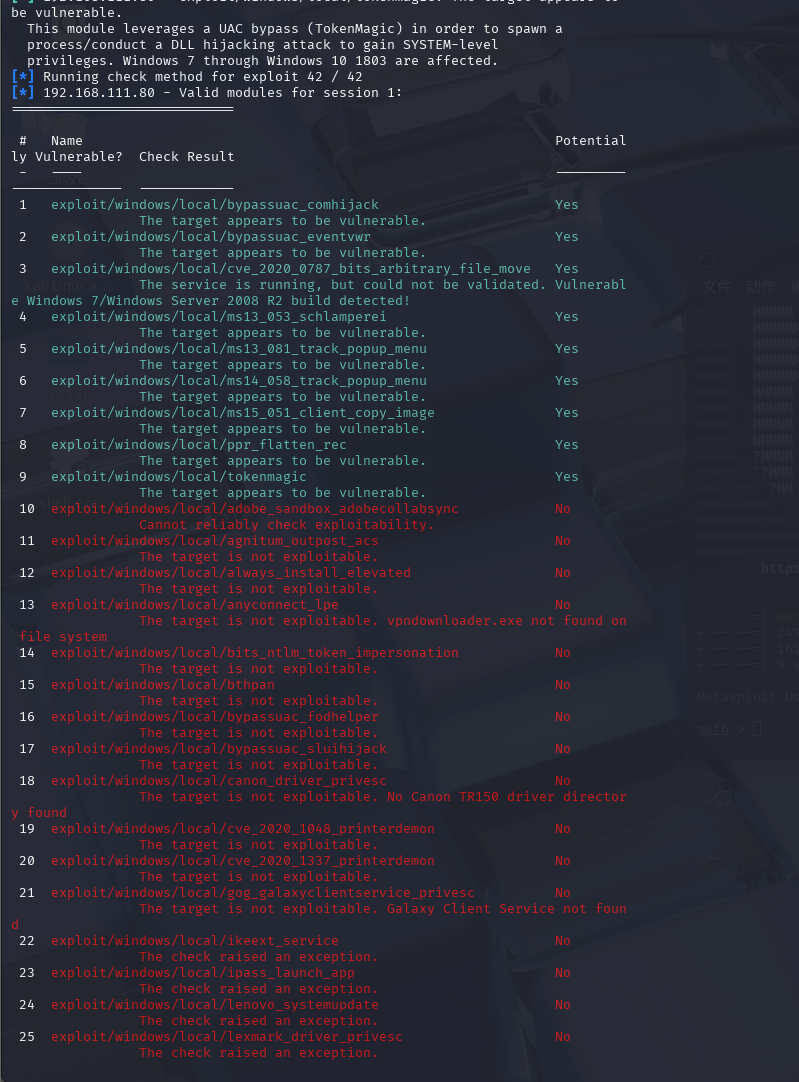 be vulnerable.
This module leverages a UAC bypass (TokenMagic) in order to spawn a
process/conduct a DLL hijacking attack to gain SYSTEM-level
privileges. Windows 7 through Windows 10 1803 are affected.
[*] Running check method for exploit 42 / 42
[*] 192.168.111.80 - Valid modules for session 1:
============================
#   Name                                                           Potential
ly Vulnerable?  Check Result
-   ----                                                           ---------
--------------  ------------
1   exploit/windows/local/bypassuac_comhijack                      Yes
The target appears to be vulnerable.
2   exploit/windows/local/bypassuac_eventvwr                       Yes
The target appears to be vulnerable.
3   exploit/windows/local/cve_2020_0787_bits_arbitrary_file_move   Yes
The service is running, but could not be validated. Vulnerabl
e Windows 7/Windows Server 2008 R2 build detected!
4   exploit/windows/local/ms13_053_schlamperei                     Yes
The target appears to be vulnerable.
5   exploit/windows/local/ms13_081_track_popup_menu                Yes
The target appears to be vulnerable.
6   exploit/windows/local/ms14_058_track_popup_menu                Yes
The target appears to be vulnerable.
7   exploit/windows/local/ms15_051_client_copy_image               Yes
The target appears to be vulnerable.
8   exploit/windows/local/ppr_flatten_rec                          Yes
The target appears to be vulnerable.
9   exploit/windows/local/tokenmagic                               Yes
The target appears to be vulnerable.
10  exploit/windows/local/adobe_sandbox_adobecollabsync            No
Cannot reliably check exploitability.
11  exploit/windows/local/agnitum_outpost_acs                      No
The target is not exploitable.
12  exploit/windows/local/always_install_elevated                  No
The target is not exploitable.
13  exploit/windows/local/anyconnect_lpe                           No
The target is not exploitable. vpndownloader.exe not found on
file system
14  exploit/windows/local/bits_ntlm_token_impersonation            No
The target is not exploitable.
15  exploit/windows/local/bthpan                                   No
The target is not exploitable.
16  exploit/windows/local/bypassuac_fodhelper                      No
The target is not exploitable.
17  exploit/windows/local/bypassuac_sluihijack                     No
The target is not exploitable.
18  exploit/windows/local/canon_driver_privesc                     No
The target is not exploitable. No Canon TR150 driver director
y found
19  exploit/windows/local/cve_2020_1048_printerdemon               No
The target is not exploitable.
20  exploit/windows/local/cve_2020_1337_printerdemon               No
The target is not exploitable.
21  exploit/windows/local/gog_galaxyclientservice_privesc          No
The target is not exploitable. Galaxy Client Service not foun
d
22  exploit/windows/local/ikeext_service                           No
The check raised an exception.
23  exploit/windows/local/ipass_launch_app                         No
The check raised an exception.
24  exploit/windows/local/lenovo_systemupdate                      No
The check raised an exception.
25  exploit/windows/local/lexmark_driver_privesc                   No
The check raised an exception.
文件 动作
https
Metasploit
msf6 >